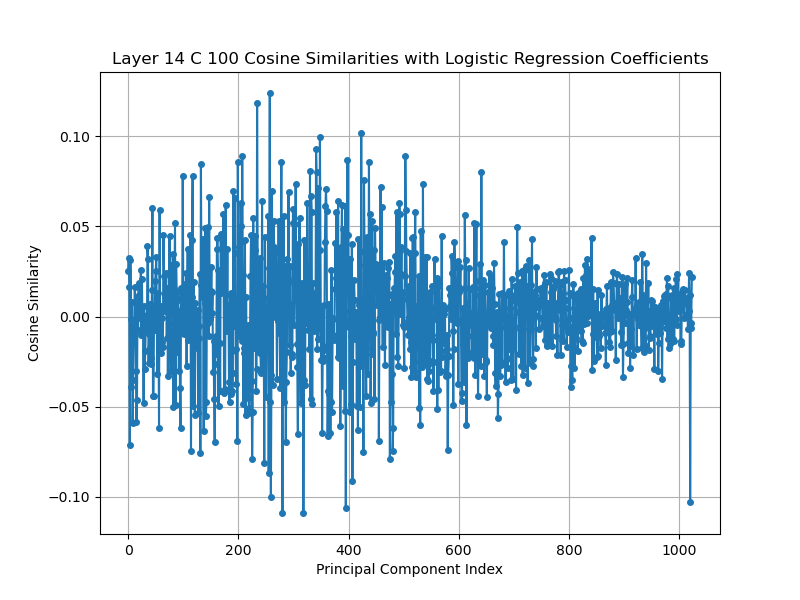 Layer 14 C 100 Cosine Similarities with Logistic Regression Coefficients
0.10
0.05
0.00
−0.05
−0.10
Cosine Similarity
0 200 400 600 800 1000
Principal Component Index